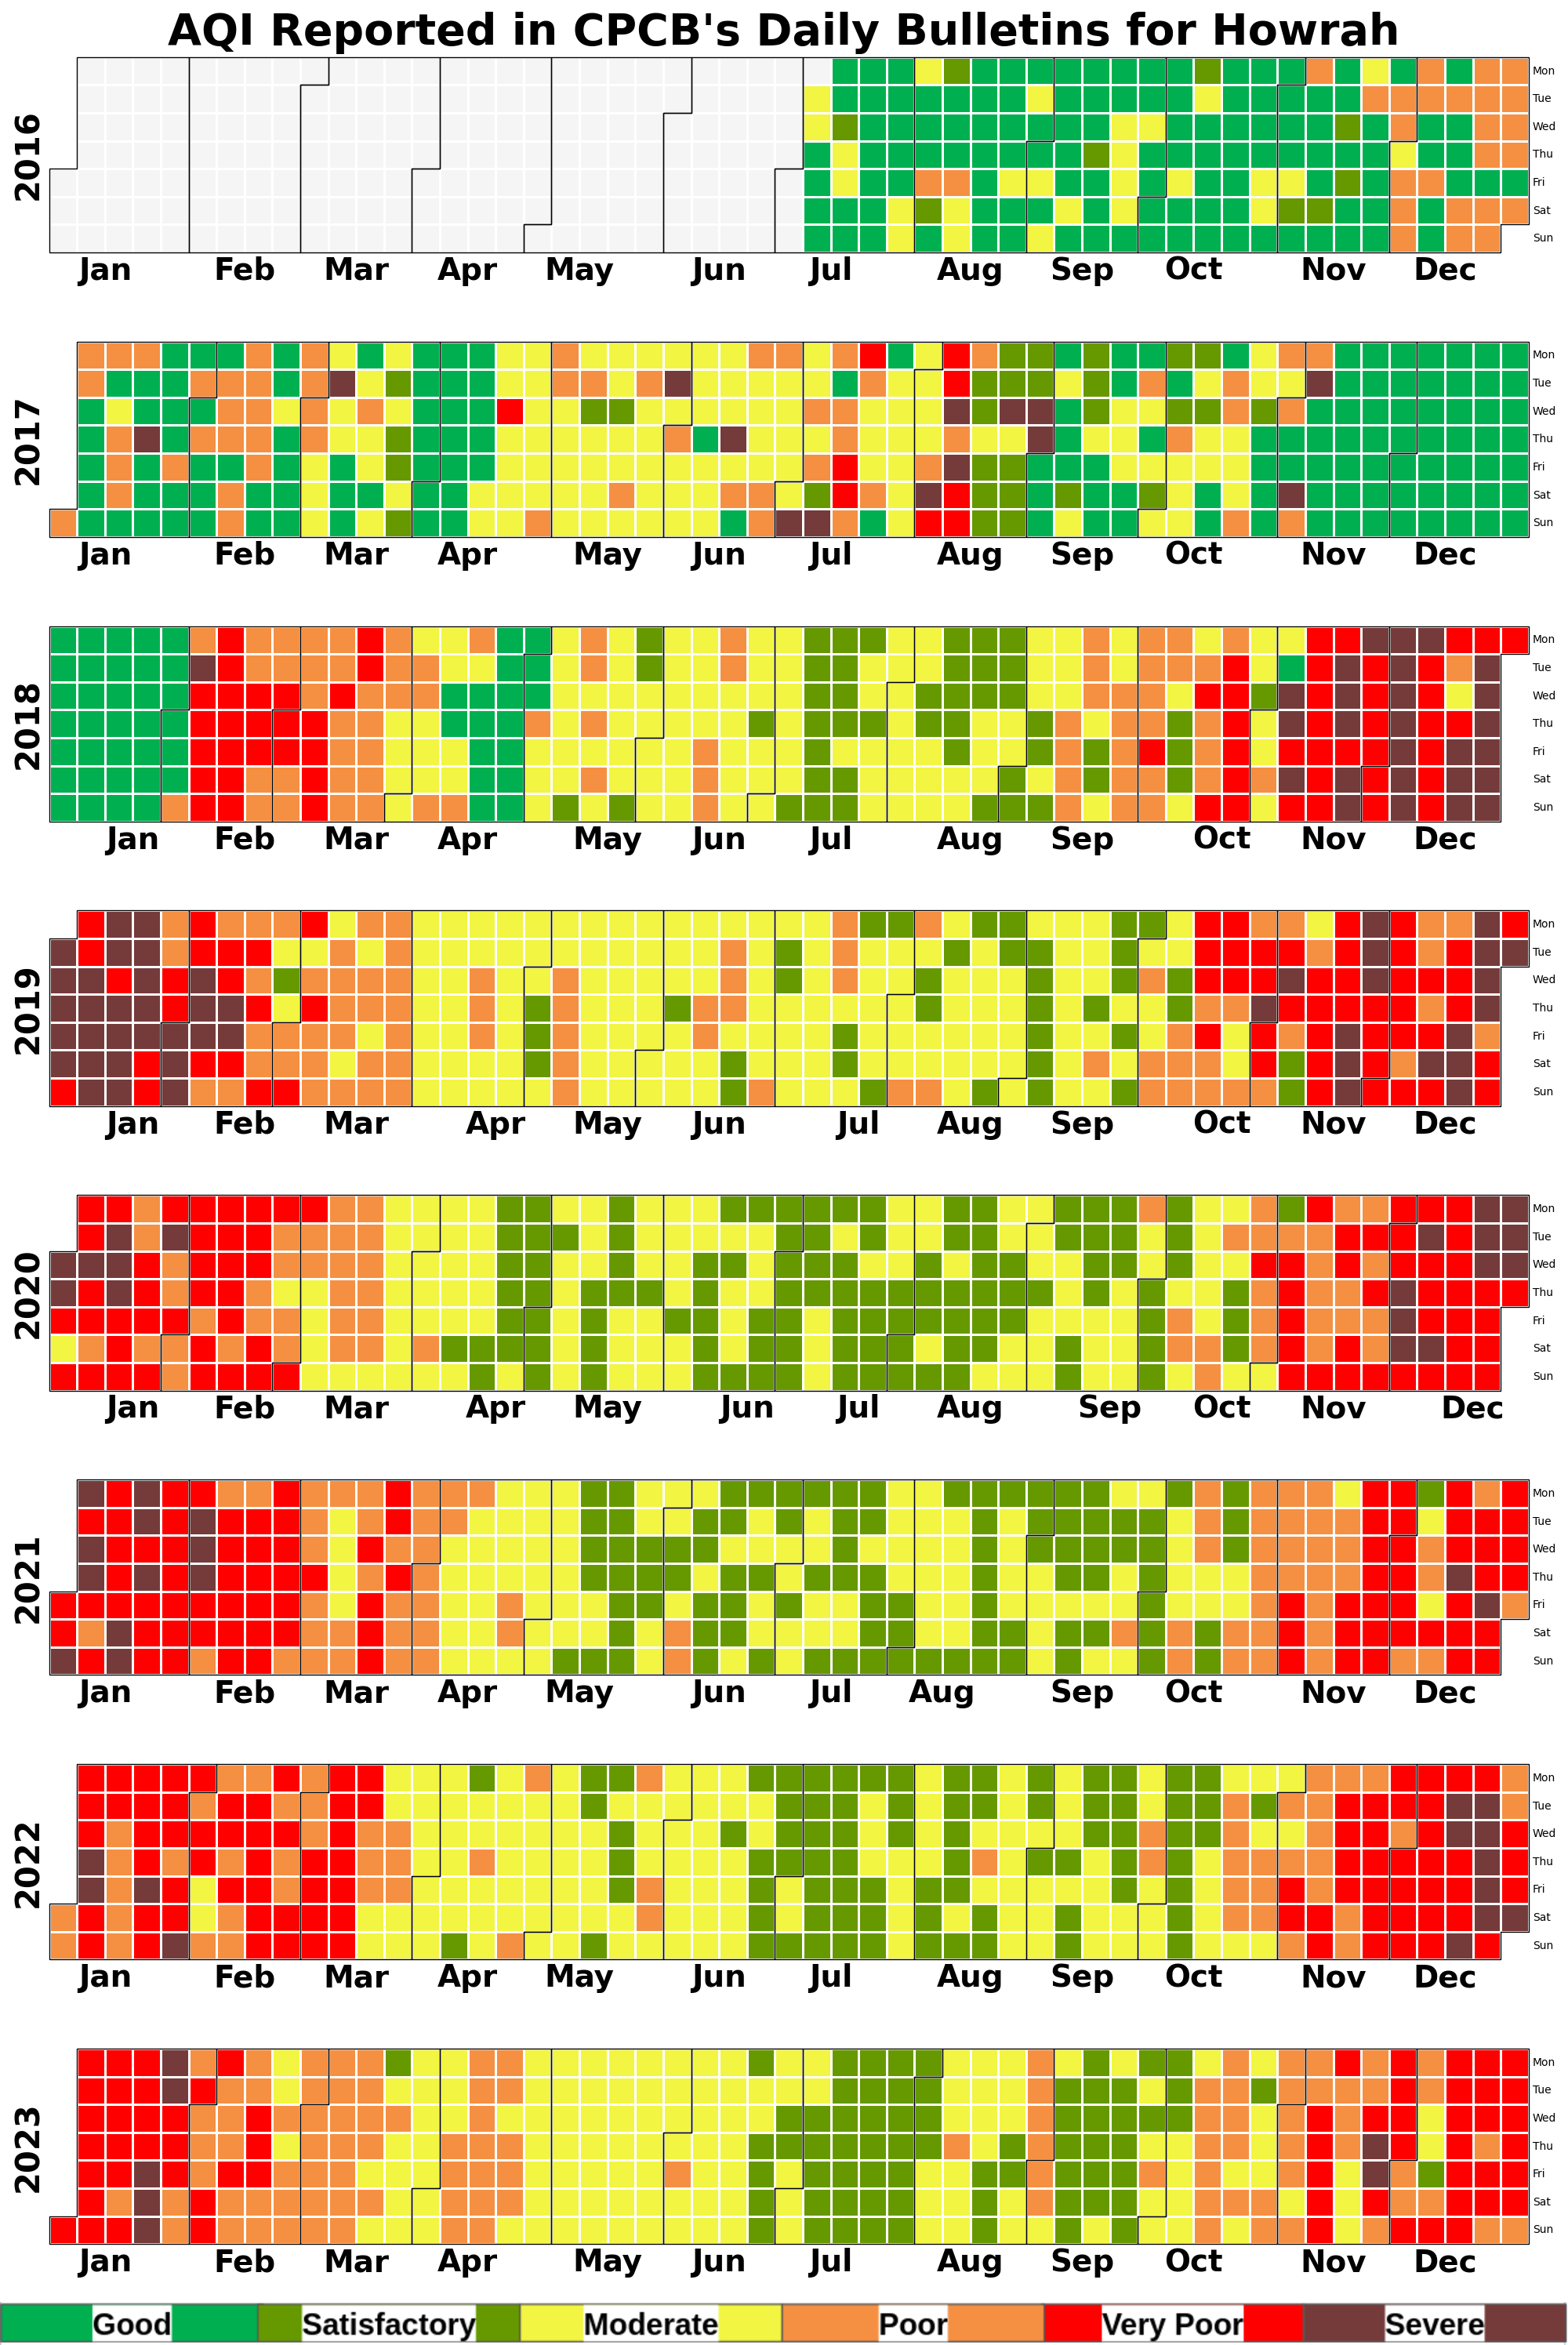 AQI Reported in CPCB's Daily Bulletins for Howrah
2016
Mon
Tue
Wed
Thu
Fri
Sat
Sun
Jan Feb Mar Apr May Jun Jul Aug Sep Oct Nov Dec
2017
Mon
Tue
Wed
Thu
Fri
Sat
Sun
Jan Feb Mar Apr May Jun Jul Aug Sep Oct Nov Dec
2018
Mon
Tue
Wed
Thu
Fri
Sat
Sun
Jan Feb Mar Apr May Jun Jul Aug Sep Oct Nov Dec
2019
Mon
Tue
Wed
Thu
Fri
Sat
Sun
Jan Feb Mar Apr May Jun Jul Aug Sep Oct Nov Dec
2020
Mon
Tue
Wed
Thu
Fri
Sat
Sun
Jan Feb Mar Apr May Jun Jul Aug Sep Oct Nov Dec
2021
Mon
Tue
Wed
Thu
Fri
Sat
Sun
Jan Feb Mar Apr May Jun Jul Aug Sep Oct Nov Dec
2022
Mon
Tue
Wed
Thu
Fri
Sat
Sun
Jan Feb Mar Apr May Jun Jul Aug Sep Oct Nov Dec
2023
Mon
Tue
Wed
Thu
Fri
Sat
Sun
Jan Feb Mar Apr May Jun Jul Aug Sep Oct Nov Dec
Good Satisfactory Moderate Poor Very Poor Severe